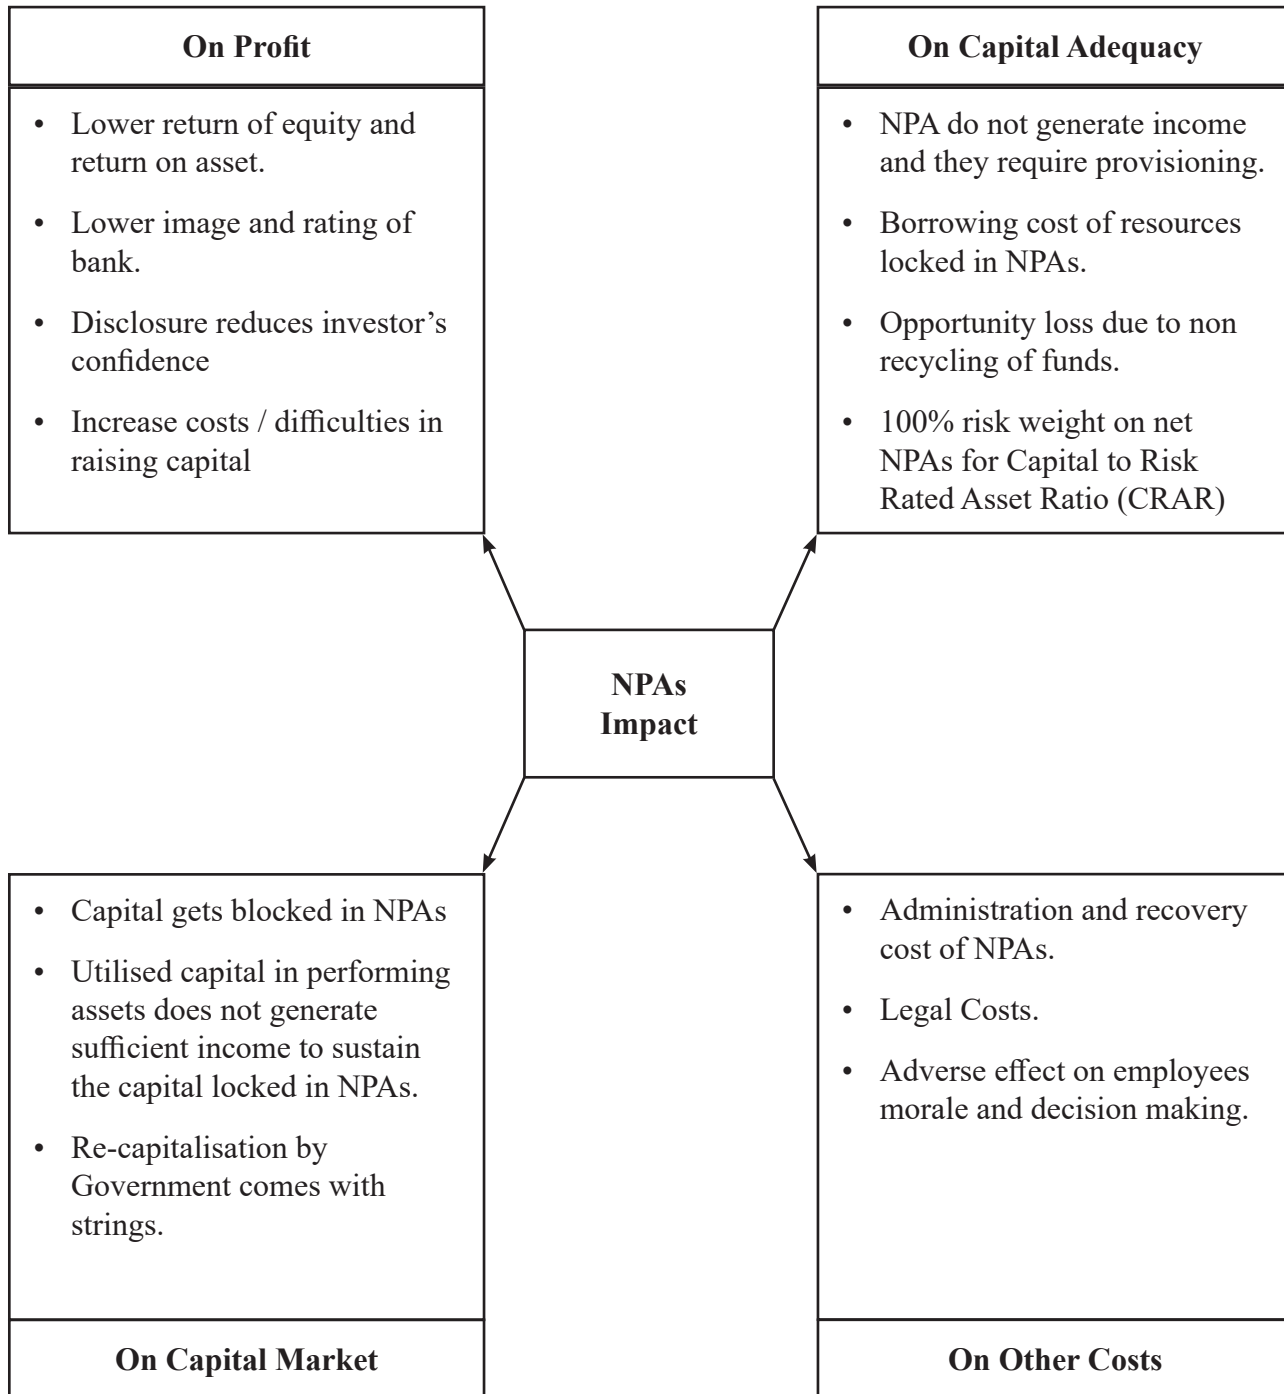 On Profit
• Lower return of equity and
return on asset.
• Lower image and rating of
bank.
• Disclosure reduces investor’s
confidence
• Increase costs / difficulties in
raising capital
On Capital Adequacy
• NPA do not generate income
and they require provisioning.
• Borrowing cost of resources
locked in NPAs.
• Opportunity loss due to non
recycling of funds.
• 100% risk weight on net
NPAs for Capital to Risk
Rated Asset Ratio (CRAR)
NPAs
Impact
• Capital gets blocked in NPAs
• Utilised capital in performing
assets does not generate
sufficient income to sustain
the capital locked in NPAs.
• Re-capitalisation by
Government comes with
strings.
On Capital Market
• Administration and recovery
cost of NPAs.
• Legal Costs.
• Adverse effect on employees
morale and decision making.
On Other Costs